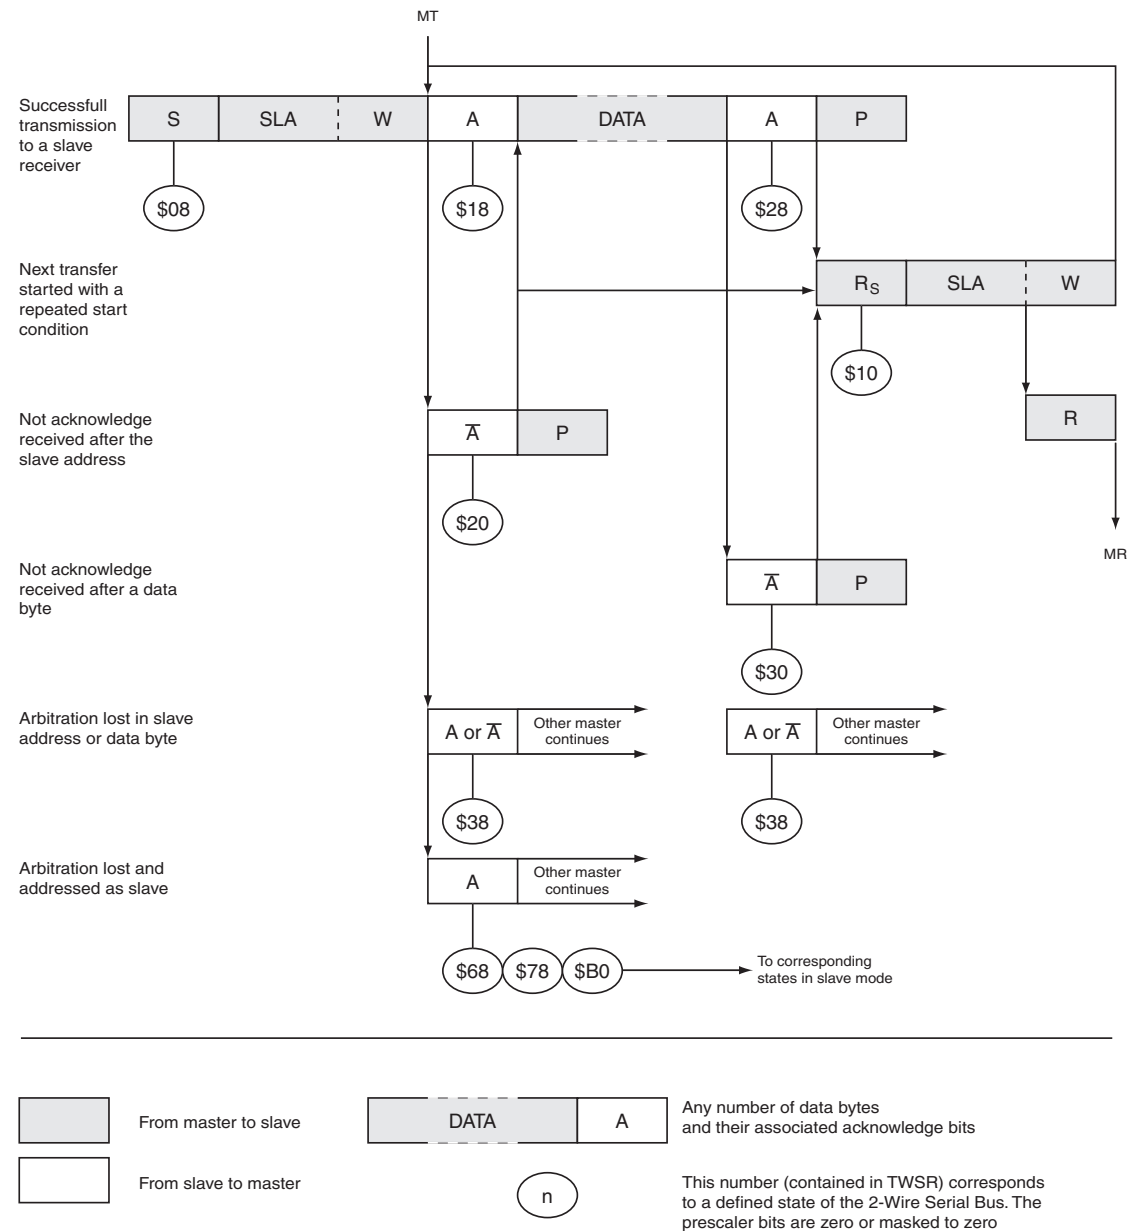 MT
Successfull
transmission
to a slave
receiver
S SLA W A DATA A P
$08 $18 $28
Next transfer
started with a
repeated start
condition
RS SLA W
$10
Not acknowledge
received after the
slave address
A̅ P
R
$20
MR
Not acknowledge
received after a data
byte
A̅ P
$30
Arbitration lost in slave
address or data byte
A or A̅ Other master
continues
A or A̅ Other master
continues
$38 $38
Arbitration lost and
addressed as slave
A Other master
continues
$68 $78 $B0
To corresponding
states in slave mode
From master to slave
DATA A
Any number of data bytes
and their associated acknowledge bits
From slave to master
n
This number (contained in TWSR) corresponds
to a defined state of the 2-Wire Serial Bus. The
prescaler bits are zero or masked to zero